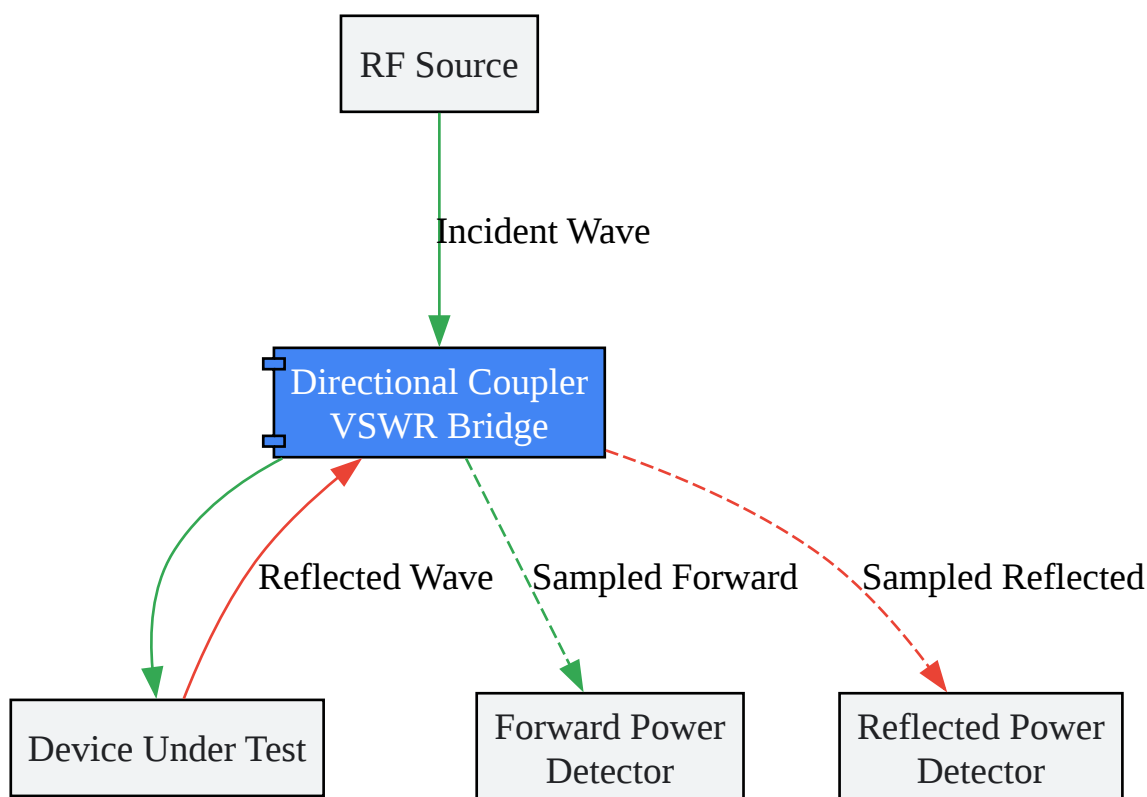 RF Source
Incident Wave
Directional Coupler
VSWR Bridge
Reflected Wave
Sampled Forward
Sampled Reflected
Device Under Test
Forward Power
Detector
Reflected Power
Detector